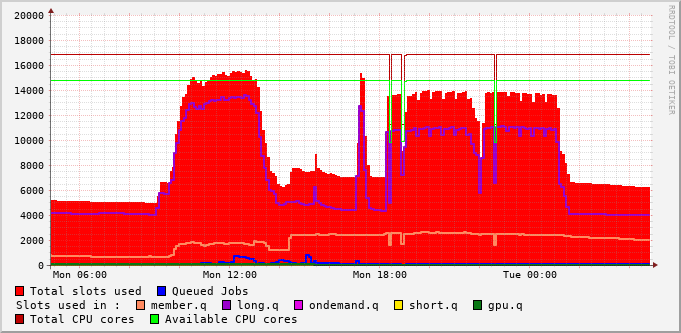 20000
18000
16000
14000
12000
10000
8000
6000
4000
2000
0
Mon 06:00 Mon 12:00 Mon 18:00 Tue 00:00
RRDTOOL / TOBI OETIKER
Total slots used Queued Jobs
Slots used in : member.q long.q ondemand.q short.q gpu.q
Total CPU cores Available CPU cores